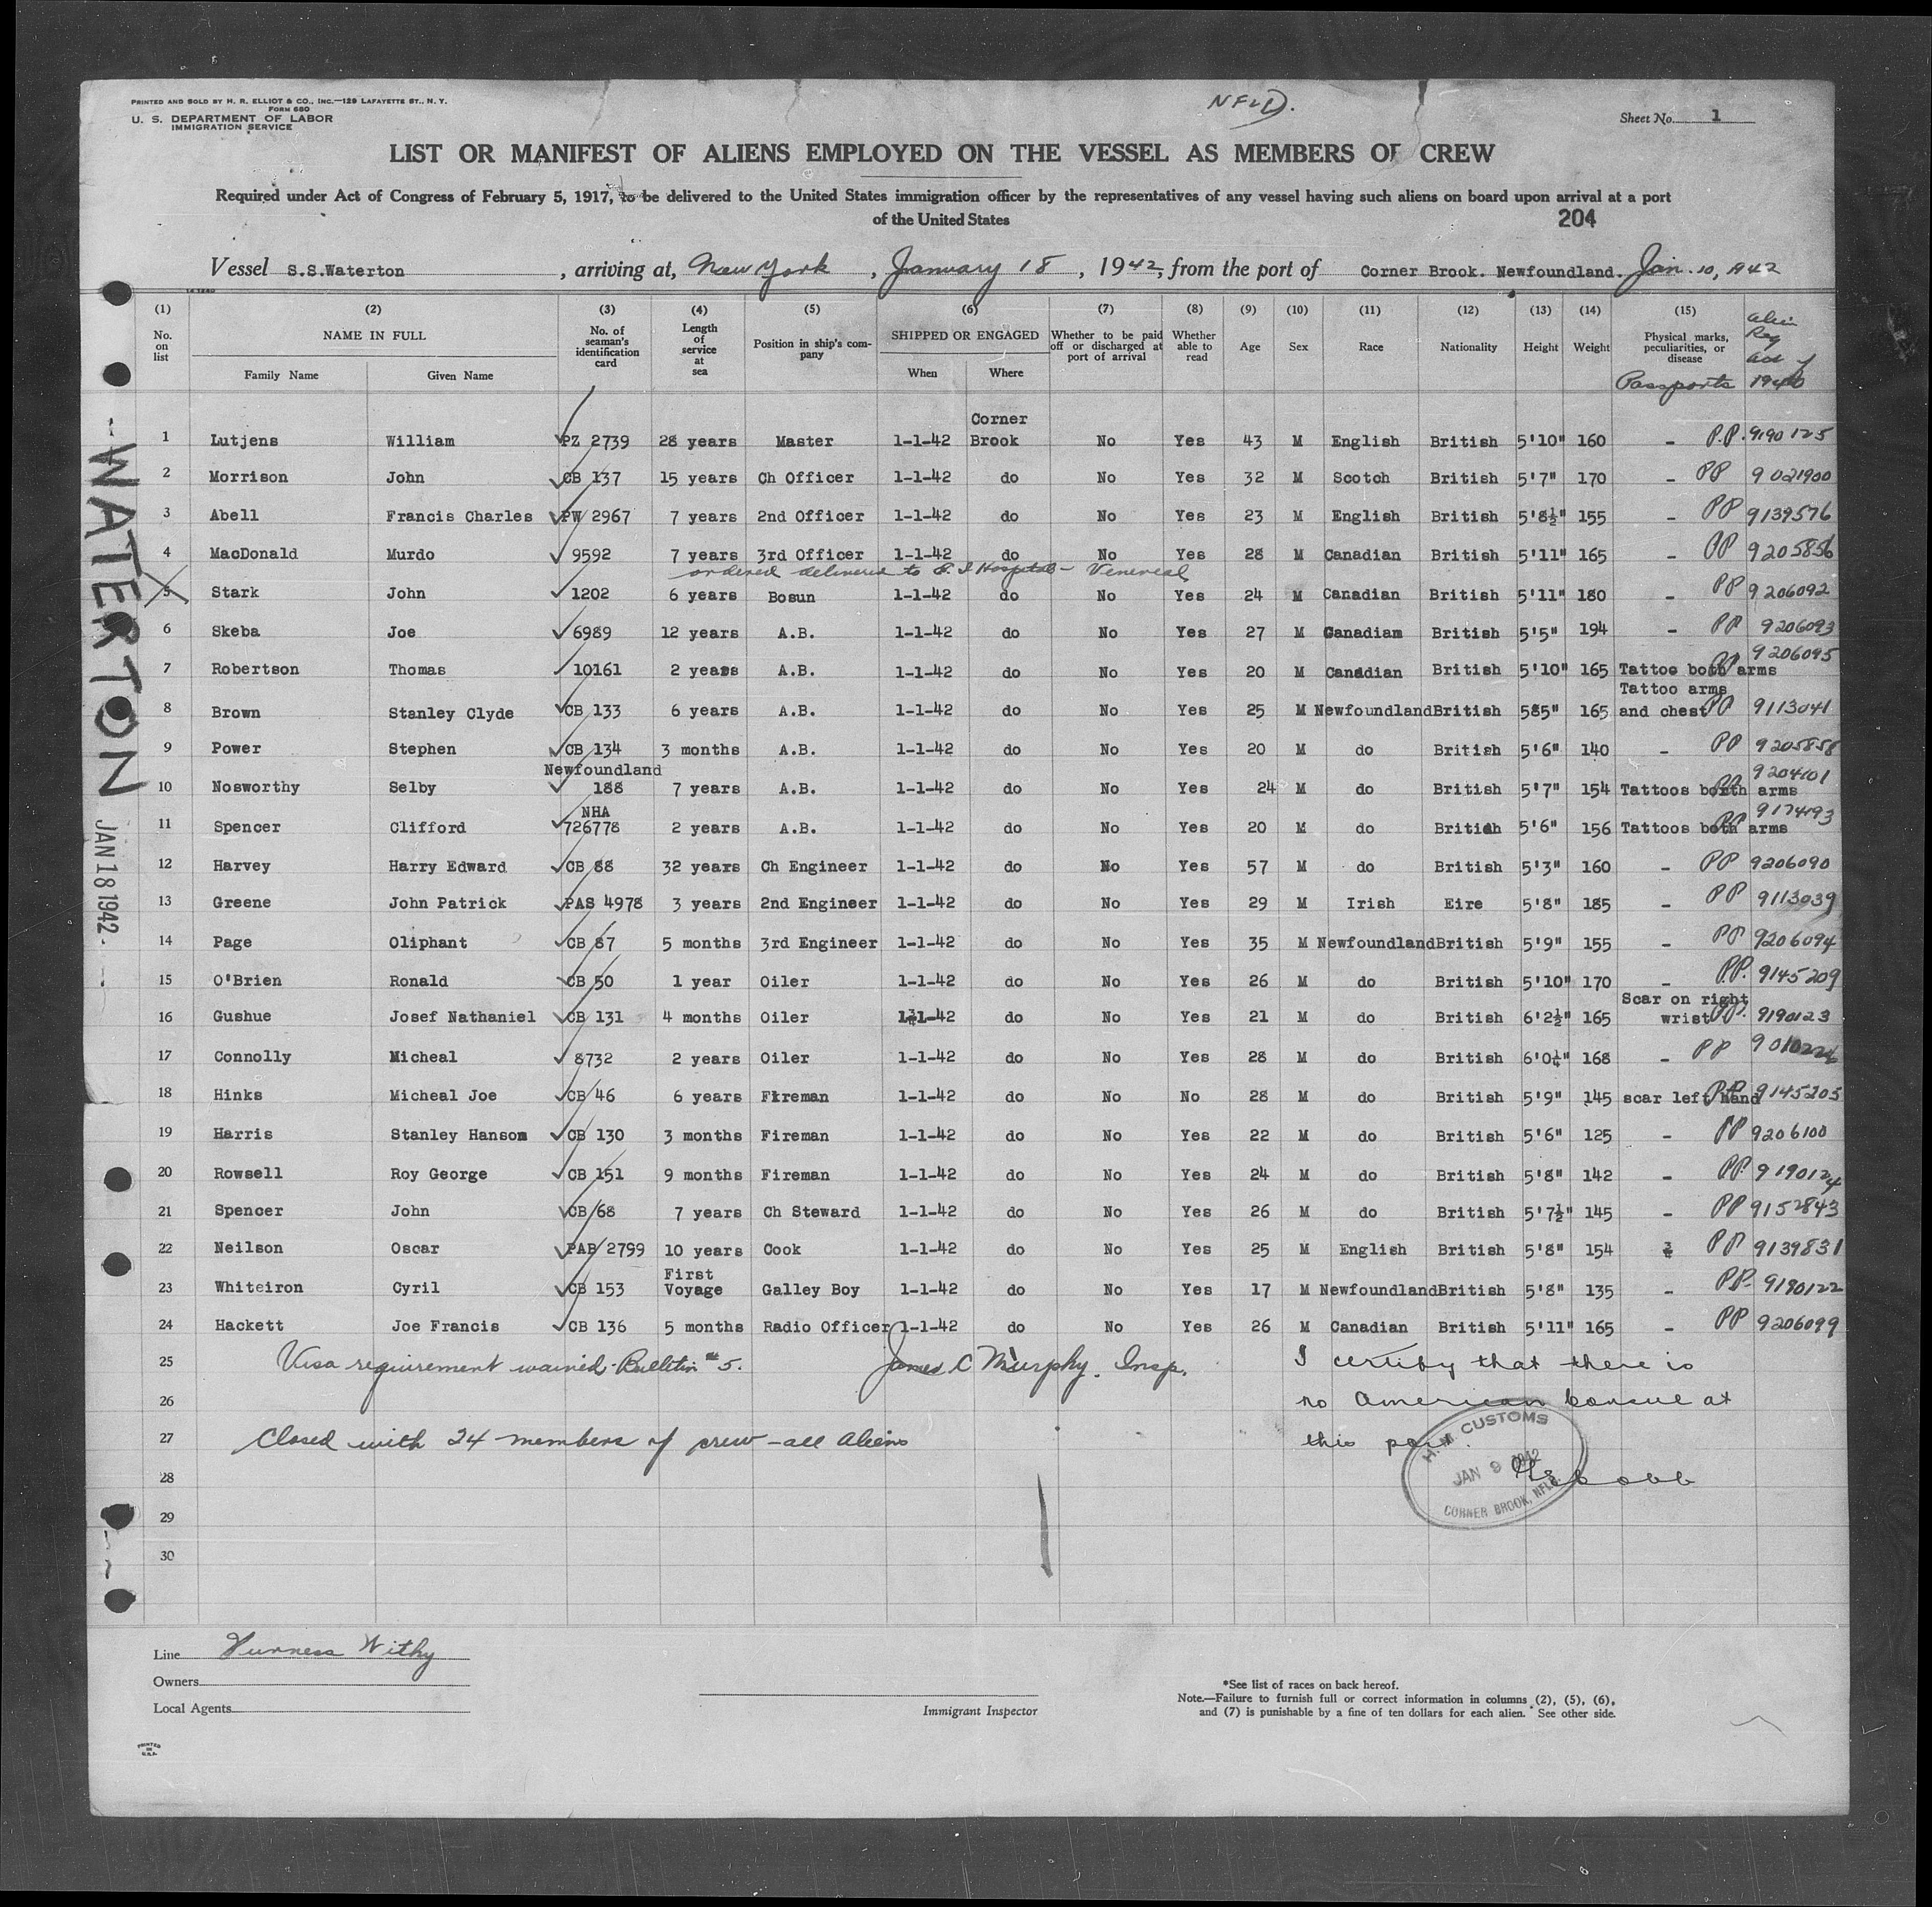 PRINTED AND SOLD BY H. R. ELLIOT & CO., INC.—129 LAFAYETTE ST., N. Y.
FORM 680
U. S. DEPARTMENT OF LABOR
IMMIGRATION SERVICE
NFLD.
Sheet No. 1
LIST OR MANIFEST OF ALIENS EMPLOYED ON THE VESSEL AS MEMBERS OF CREW
Required under Act of Congress of February 5, 1917, to be delivered to the United States immigration officer by the representatives of any vessel having such aliens on board upon arrival at a port
of the United States
204
Vessel S.S.Waterton, arriving at, New York, January 18, 1942, from the port of Corner Brook. Newfoundland. Jan. 10, 1942
(1) (2) (3) (4) (5) (6) (7) (8) (9) (10) (11) (12) (13) (14) (15)
No. on list NAME IN FULL No. of seaman's identification card Length of service at sea Position in ship's company SHIPPED OR ENGAGED Whether to be paid off or discharged at port of arrival Whether able to read Age Sex Race Nationality Height Weight Physical marks, peculiarities, or disease Alien Reg Act of 1940
Family Name Given Name When Where Passports
1 Lutjens William PZ 2739 28 years Master 1-1-42 Corner Brook No Yes 43 M English British 5'10" 160 - P.P. 9190125
2 Morrison John CB 137 15 years Ch Officer 1-1-42 do No Yes 32 M Scotch British 5'7" 170 - PP 9021900
3 Abell Francis Charles PW 2967 7 years 2nd Officer 1-1-42 do No Yes 23 M English British 5'8½" 155 - PP 9139576
4 MacDonald Murdo 9592 7 years 3rd Officer 1-1-42 do No Yes 28 M Canadian British 5'11" 165 - PP 9205856
ordered delivered to E. I Hospital - Venereal
5 Stark John 1202 6 years Bosun 1-1-42 do No Yes 24 M Canadian British 5'11" 180 - PP 9206092
6 Skeba Joe 6989 12 years A.B. 1-1-42 do No Yes 27 M Canadian British 5'5" 194 - PP 9206093
7 Robertson Thomas 10161 2 years A.B. 1-1-42 do No Yes 20 M Canadian British 5'10" 165 Tattoo both arms PP 9206095
8 Brown Stanley Clyde CB 133 6 years A.B. 1-1-42 do No Yes 25 M Newfoundland British 585" 165 Tattoo arms and chest PP 9113041
9 Power Stephen CB 134 3 months A.B. 1-1-42 do No Yes 20 M do British 5'6" 140 - PP 9205858
10 Nosworthy Selby Newfoundland 188 7 years A.B. 1-1-42 do No Yes 24 M do British 5'7" 154 Tattoos both arms PP 9204101
11 Spencer Clifford NHA 726778 2 years A.B. 1-1-42 do No Yes 20 M do British 5'6" 156 Tattoos both arms PP 9174193
12 Harvey Harry Edward CB 88 32 years Ch Engineer 1-1-42 do No Yes 57 M do British 5'3" 160 - PP 9206090
13 Greene John Patrick PAS 4978 3 years 2nd Engineer 1-1-42 do No Yes 29 M Irish Eire 5'8" 185 - PP 9113039
14 Page Oliphant CB 87 5 months 3rd Engineer 1-1-42 do No Yes 35 M Newfoundland British 5'9" 155 - PP 9206094
15 O'Brien Ronald CB 50 1 year Oiler 1-1-42 do No Yes 26 M do British 5'10" 170 - P.P. 9145209
16 Gushue Josef Nathaniel CB 131 4 months Oiler 1-1-42 do No Yes 21 M do British 6'2½" 165 Scar on right wrist P.P. 9190123
17 Connolly Micheal 8732 2 years Oiler 1-1-42 do No Yes 28 M do British 6'0¼" 168 - PP 9010226
18 Hinks Micheal Joe CB 46 6 years Fireman 1-1-42 do No No 28 M do British 5'9" 145 scar left hand PP 9145205
19 Harris Stanley Hanson CB 130 3 months Fireman 1-1-42 do No Yes 22 M do British 5'6" 125 - PP 9206100
20 Rowsell Roy George CB 151 9 months Fireman 1-1-42 do No Yes 24 M do British 5'8" 142 - PP. 9190124
21 Spencer John CB 68 7 years Ch Steward 1-1-42 do No Yes 26 M do British 5'7½" 145 - PP 9152843
22 Neilson Oscar PAB 2799 10 years Cook 1-1-42 do No Yes 25 M English British 5'8" 154 PP 9139831
23 Whiteiron Cyril CB 153 First Voyage Galley Boy 1-1-42 do No Yes 17 M Newfoundland British 5'8" 135 - PP- 9190122
24 Hackett Joe Francis CB 136 5 months Radio Officer 1-1-42 do No Yes 26 M Canadian British 5'11" 165 - PP 9206099
25 Visa requirement waived - Bulletin #5. James C Murphy. Insp. I certify that there is
26 no American Consul at
27 Closed with 24 members of crew - all aliens this port.
28
29
30
H. M. CUSTOMS
JAN 9 1942
CORNER BROOK, NFLD.
WATERTON
JAN 18 1942
Line Furness Withy
Owners
Local Agents
Immigrant Inspector
*See list of races on back hereof.
Note.—Failure to furnish full or correct information in columns (2), (5), (6),
and (7) is punishable by a fine of ten dollars for each alien. See other side.
PRINTED
IN
U.S.A.